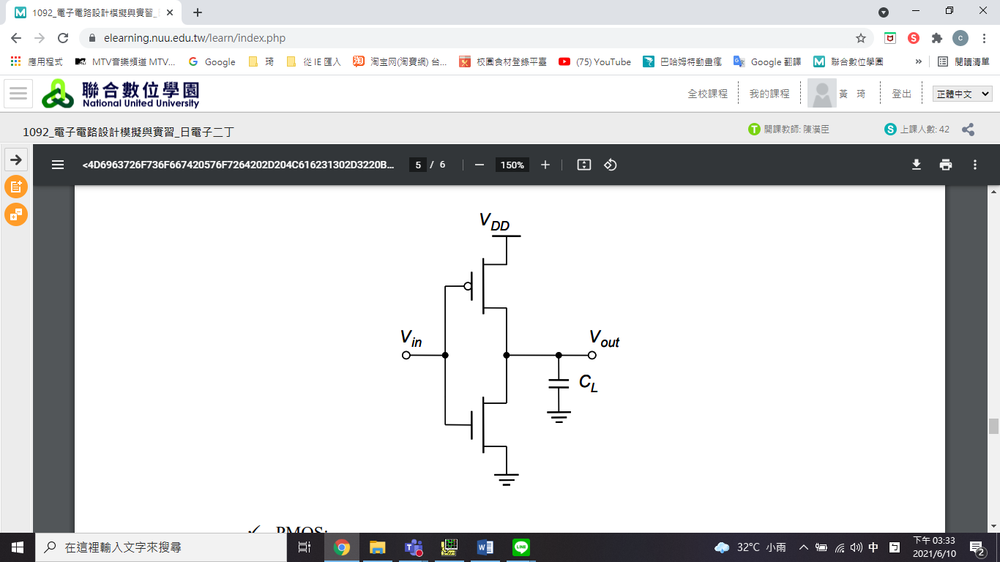 1092_電子電路設計模擬與實習_
elearning.nuu.edu.tw/learn/index.php
應用程式 MTV音樂頻道 MTV... Google 琦 從 IE 匯入 淘宝网(淘寶網) 台... 校園食材登錄平臺 (75) YouTube 巴哈姆特動畫瘋 Google 翻譯 聯合數位學園 » 閱讀清單
聯合數位學園
National United University
全校課程 我的課程 黃 琦 登出 正體中文
1092_電子電路設計模擬與實習_日電子二丁
T 開課教師: 陳漢臣 S 上課人數: 42
<4D6963726F736F667420576F7264202D204C616231302D3220B... 5 / 6 150%
VDD
Vin
Vout
CL
PMOS:
在這裡輸入文字來搜尋
32°C 小雨
中
下午 03:33
2021/6/10
2